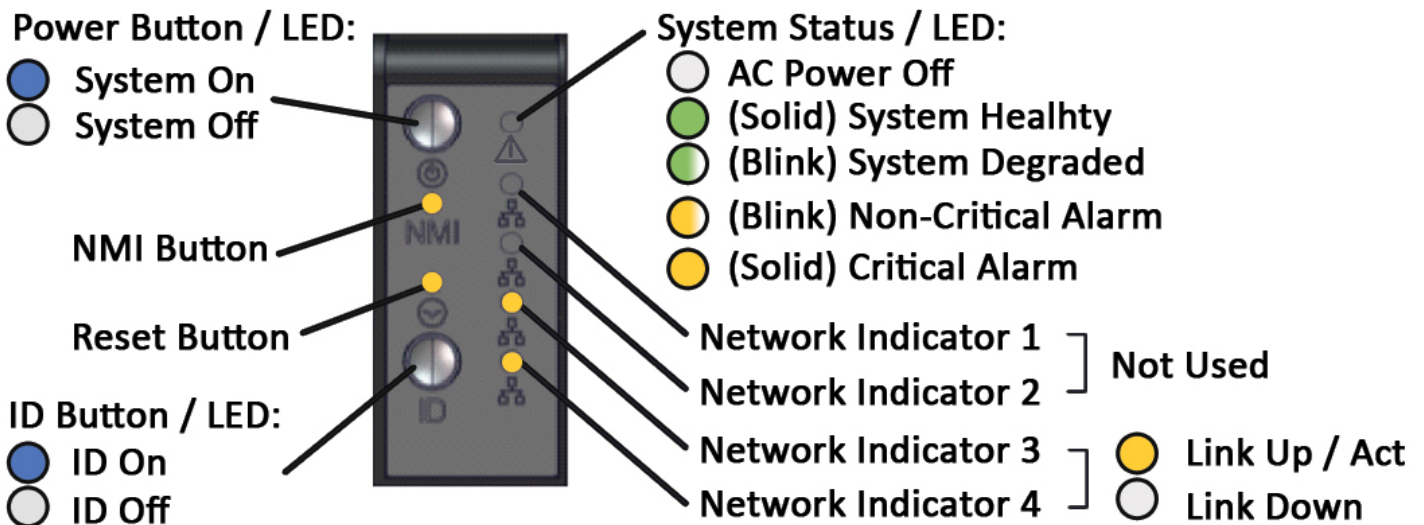 Power Button / LED:
System On
System Off
NMI Button
Reset Button
ID Button / LED:
ID On
ID Off
NMI
ID
System Status / LED:
AC Power Off
(Solid) System Healhty
(Blink) System Degraded
(Blink) Non-Critical Alarm
(Solid) Critical Alarm
Network Indicator 1
Network Indicator 2
Not Used
Network Indicator 3
Network Indicator 4
Link Up / Act
Link Down